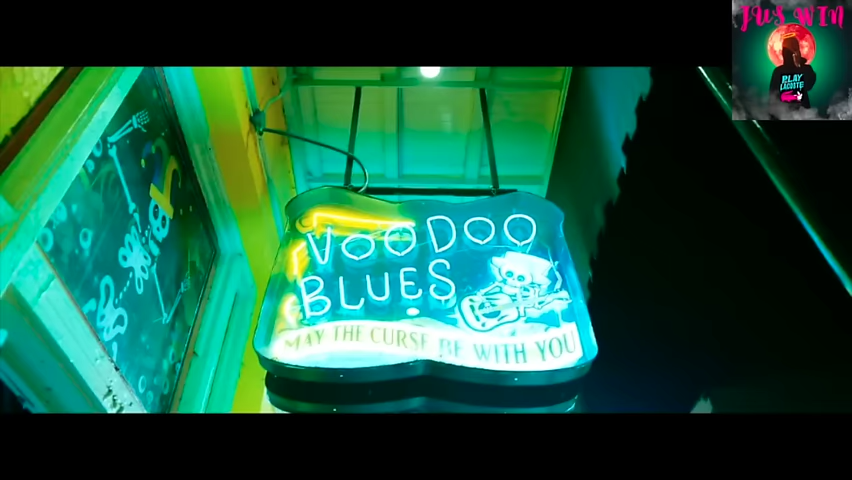 JUS WIN
PLAY
LACOSTE
VOODOO
BLUES
MAY THE CURSE BE WITH YOU